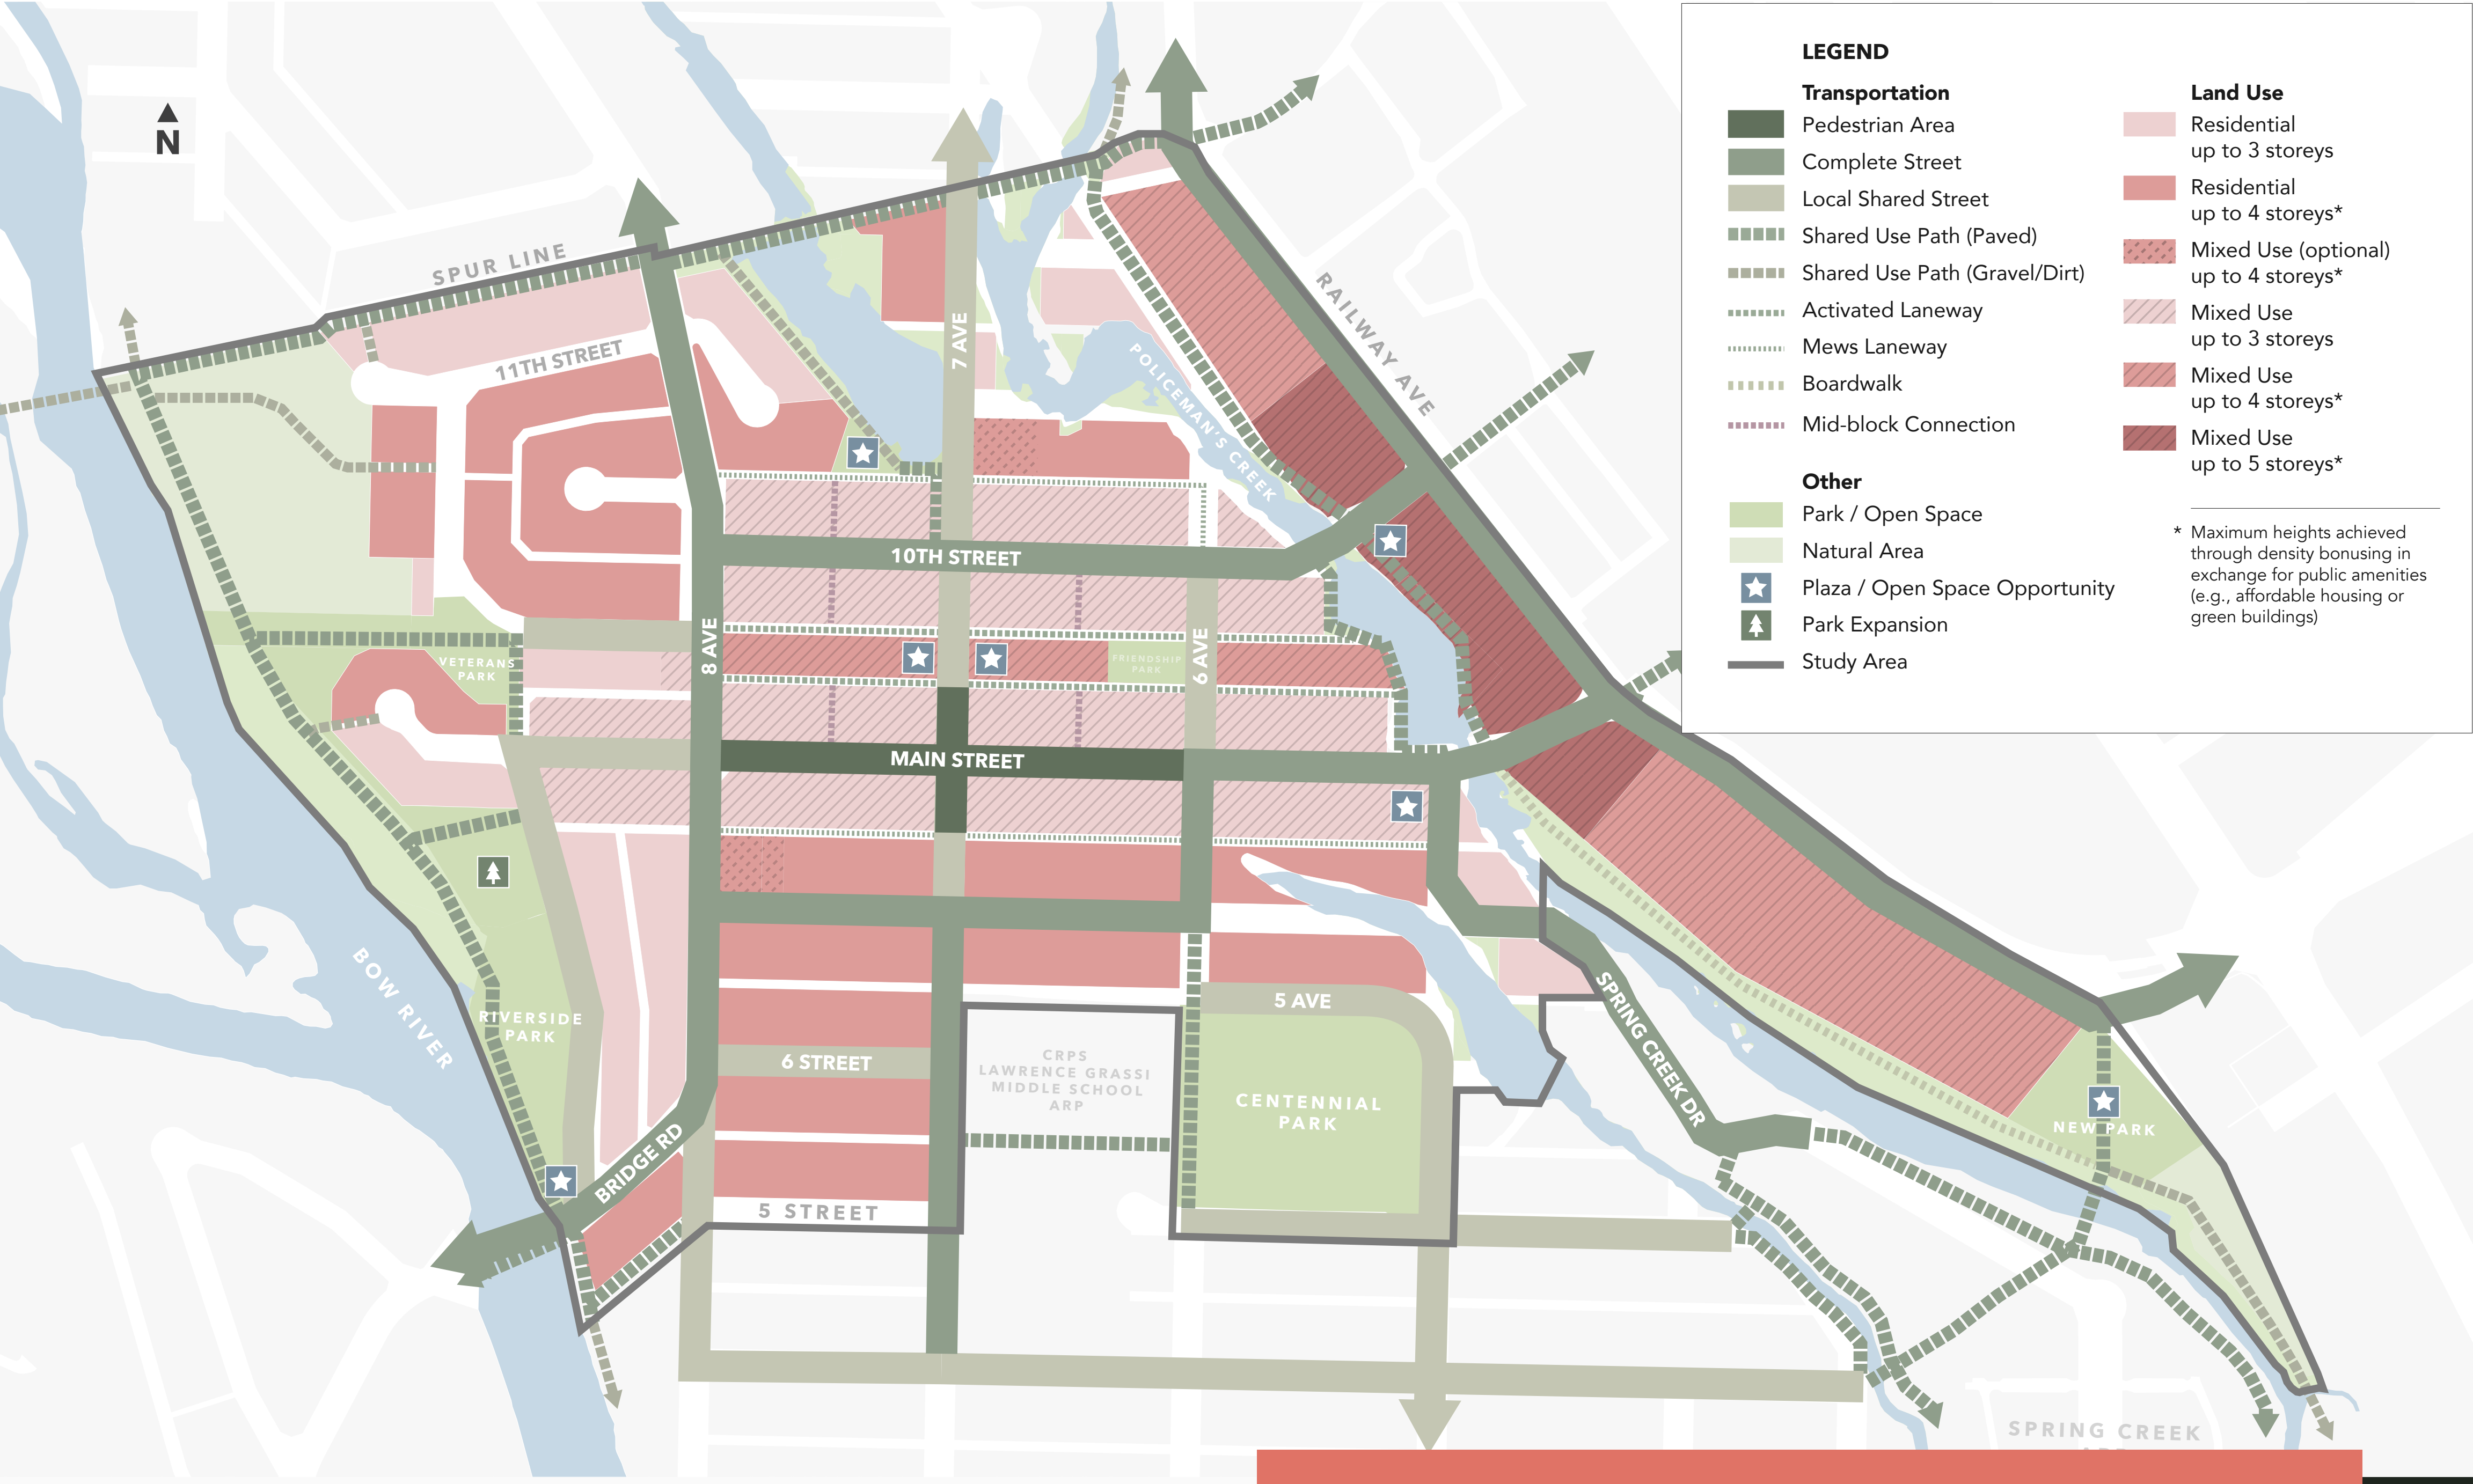 N
SPUR LINE
11TH STREET
7 AVE
POLICEMAN'S CREEK
RAILWAY AVE
10TH STREET
8 AVE
6 AVE
VETERANS
PARK
FRIENDSHIP
PARK
MAIN STREET
BOW RIVER
RIVERSIDE
PARK
5 AVE
6 STREET
CRPS
LAWRENCE GRASSI
MIDDLE SCHOOL
ARP
CENTENNIAL
PARK
SPRING CREEK DR
NEW PARK
BRIDGE RD
5 STREET
SPRING CREEK
LEGEND
Transportation
Pedestrian Area
Complete Street
Local Shared Street
Shared Use Path (Paved)
Shared Use Path (Gravel/Dirt)
Activated Laneway
Mews Laneway
Boardwalk
Mid-block Connection
Other
Park / Open Space
Natural Area
Plaza / Open Space Opportunity
Park Expansion
Study Area
Land Use
Residential
up to 3 storeys
Residential
up to 4 storeys*
Mixed Use (optional)
up to 4 storeys*
Mixed Use
up to 3 storeys
Mixed Use
up to 4 storeys*
Mixed Use
up to 5 storeys*
* Maximum heights achieved
through density bonusing in
exchange for public amenities
(e.g., affordable housing or
green buildings)